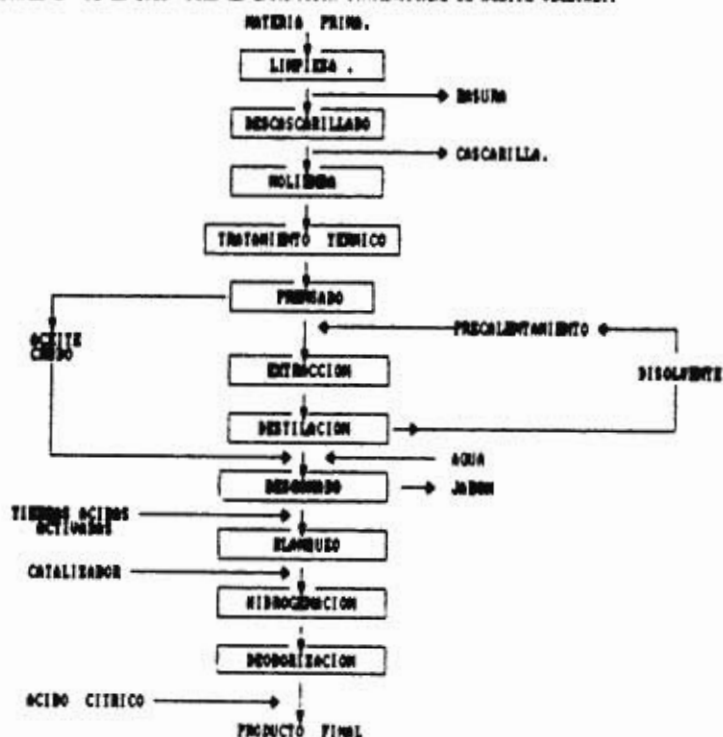 MATERIA PRIMA.
LIMPIEZA .
BASURA
DESCASCARILLADO
CASCARILLA.
MOLIENDA
TRATAMIENTO TERMICO
PRENSADO
ACEITE
CRUDO
PRECALENTAMIENTO
DISOLVENTE
EXTRACCION
DESTILACION
AGUA
DESGOMADO
JABON
TIERRAS ACIDAS
ACTIVADAS
BLANQUEO
CATALIZADOR
HIDROGENACION
DEODORIZACION
ACIDO CITRICO
PRODUCTO FINAL